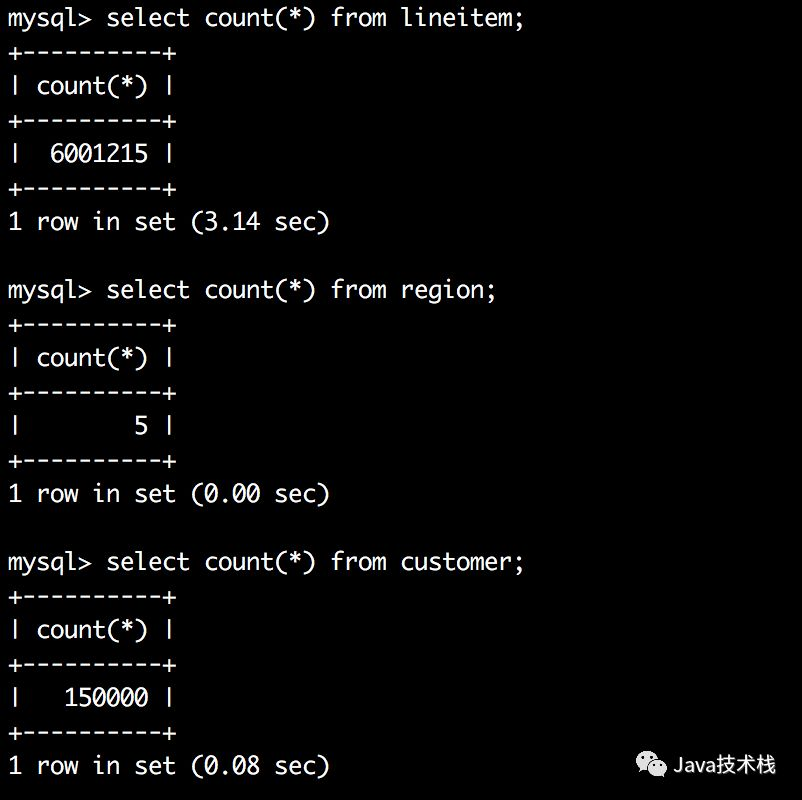 mysql> select count(*) from lineitem;
+----------+
| count(*) |
+----------+
|  6001215 |
+----------+
1 row in set (3.14 sec)
mysql> select count(*) from region;
+----------+
| count(*) |
+----------+
|        5 |
+----------+
1 row in set (0.00 sec)
mysql> select count(*) from customer;
+----------+
| count(*) |
+----------+
|   150000 |
+----------+
1 row in set (0.08 sec)
Java技术栈